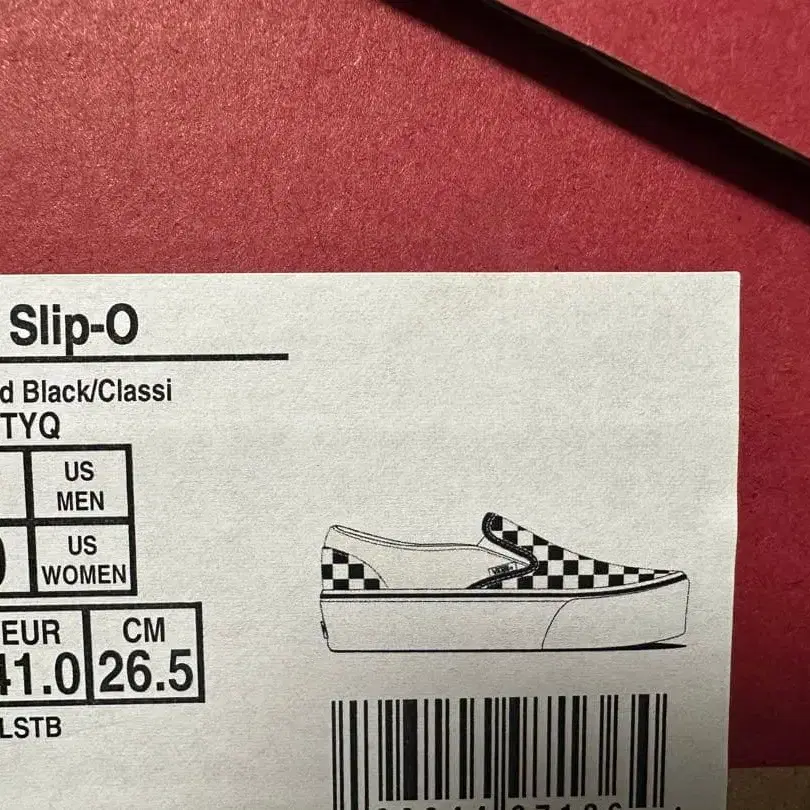 Slip-O
d Black/Classi
TYQ
US
MEN
US
WOMEN
EUR
CM
41.0
26.5
LSTB